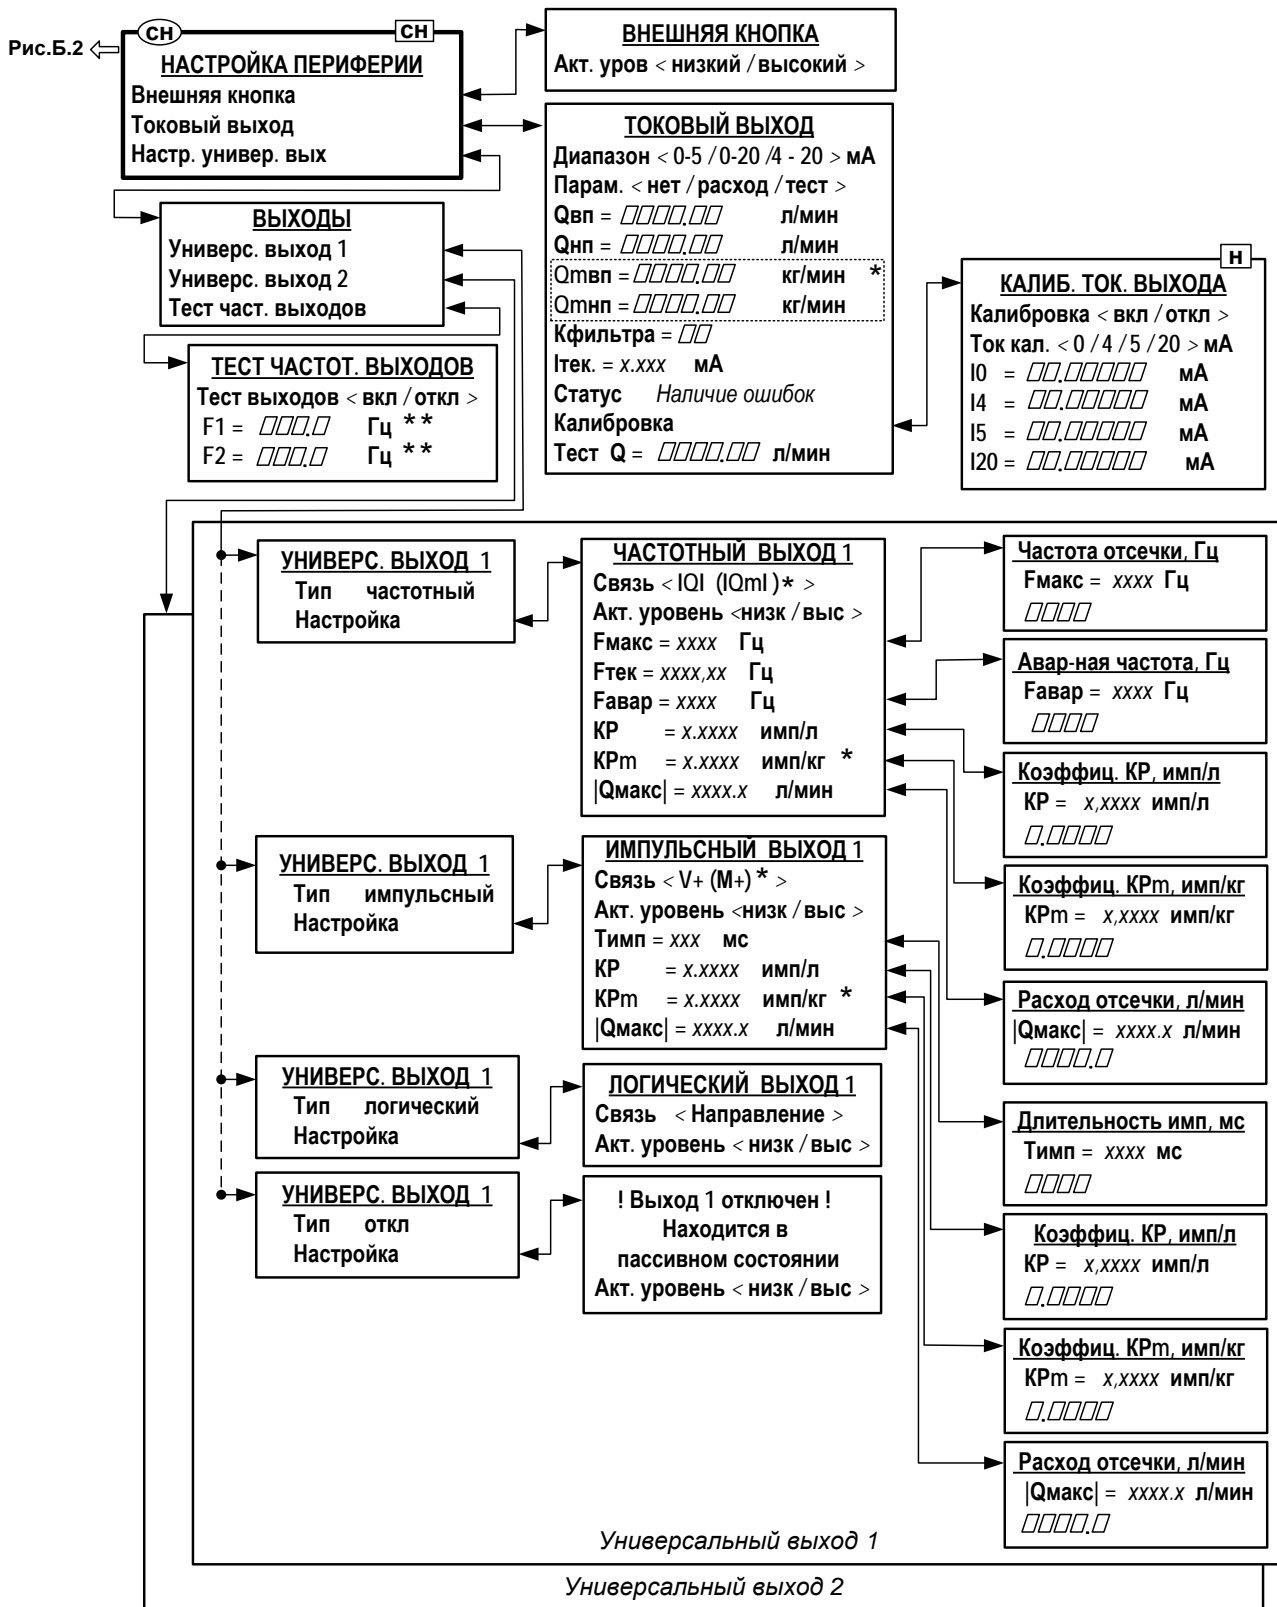 Рис.Б.2
СН
СН
НАСТРОЙКА ПЕРИФЕРИИ
Внешняя кнопка
Токовый выход
Настр. универ. вых
ВНЕШНЯЯ КНОПКА
Акт. уров < низкий / высокий >
ТОКОВЫЙ ВЫХОД
Диапазон < 0-5 / 0-20 /4 - 20 > мА
Парам. < нет / расход / тест >
Qвп = □□□□.□□ л/мин
Qнп = □□□□.□□ л/мин
Qmвп = □□□□.□□ кг/мин *
Qmнп = □□□□.□□ кг/мин
Кфильтра = □□
Iтек. = x.xxx мА
Статус Наличие ошибок
Калибровка
Тест Q = □□□□.□□ л/мин
ВЫХОДЫ
Универс. выход 1
Универс. выход 2
Тест част. выходов
ТЕСТ ЧАСТОТ. ВЫХОДОВ
Тест выходов < вкл / откл >
F1 = □□□.□ Гц **
F2 = □□□.□ Гц **
Н
КАЛИБ. ТОК. ВЫХОДА
Калибровка < вкл / откл >
Ток кал. < 0 / 4 / 5 / 20 > мА
I0 = □□.□□□□□ мА
I4 = □□.□□□□□ мА
I5 = □□.□□□□□ мА
I20 = □□.□□□□□ мА
УНИВЕРС. ВЫХОД 1
Тип частотный
Настройка
ЧАСТОТНЫЙ ВЫХОД 1
Связь < IQI (IQmI)* >
Акт. уровень <низк / выс >
Fмакс = xxxx Гц
Fтек = xxxx,xx Гц
Fавар = xxxx Гц
КР = x.xxxx имп/л
КРm = x.xxxx имп/кг *
|Qмакс| = xxxx.x л/мин
Частота отсечки, Гц
Fмакс = xxxx Гц
□□□□
Авар-ная частота, Гц
Fавар = xxxx Гц
□□□□
Коэффиц. КР, имп/л
КР = x,xxxx имп/л
□.□□□□
Коэффиц. КРm, имп/кг
КРm = x,xxxx имп/кг
□.□□□□
Расход отсечки, л/мин
|Qмакс| = xxxx.x л/мин
□□□□.□
УНИВЕРС. ВЫХОД 1
Тип импульсный
Настройка
ИМПУЛЬСНЫЙ ВЫХОД 1
Связь < V+ (M+) * >
Акт. уровень <низк / выс >
Тимп = xxx мс
КР = x.xxxx имп/л
КРm = x.xxxx имп/кг *
|Qмакс| = xxxx.x л/мин
УНИВЕРС. ВЫХОД 1
Тип логический
Настройка
ЛОГИЧЕСКИЙ ВЫХОД 1
Связь < Направление >
Акт. уровень < низк / выс >
Длительность имп, мс
Тимп = xxxx мс
□□□□
УНИВЕРС. ВЫХОД 1
Тип откл
Настройка
! Выход 1 отключен !
Находится в
пассивном состоянии
Акт. уровень < низк / выс >
Коэффиц. КР, имп/л
КР = x,xxxx имп/л
□.□□□□
Коэффиц. КРm, имп/кг
КРm = x,xxxx имп/кг
□.□□□□
Расход отсечки, л/мин
|Qмакс| = xxxx.x л/мин
□□□□.□
Универсальный выход 1
Универсальный выход 2